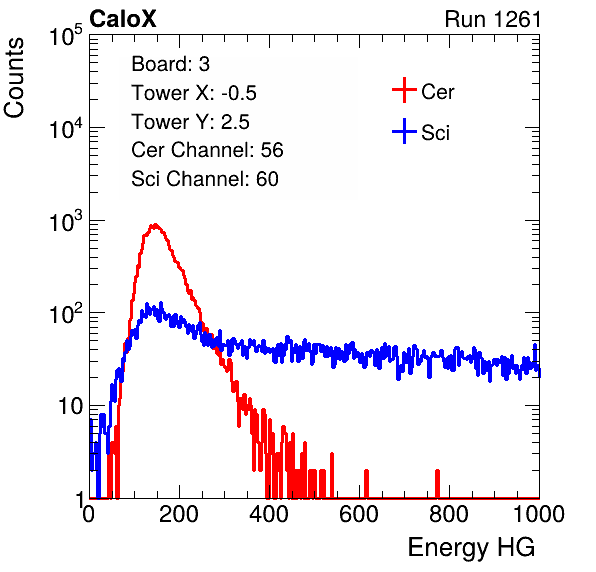 CaloX Run 1261
Counts
10^5
10^4
10^3
10^2
10
1
Board: 3
Tower X: -0.5
Tower Y: 2.5
Cer Channel: 56
Sci Channel: 60
Cer
Sci
0 200 400 600 800 1000
Energy HG